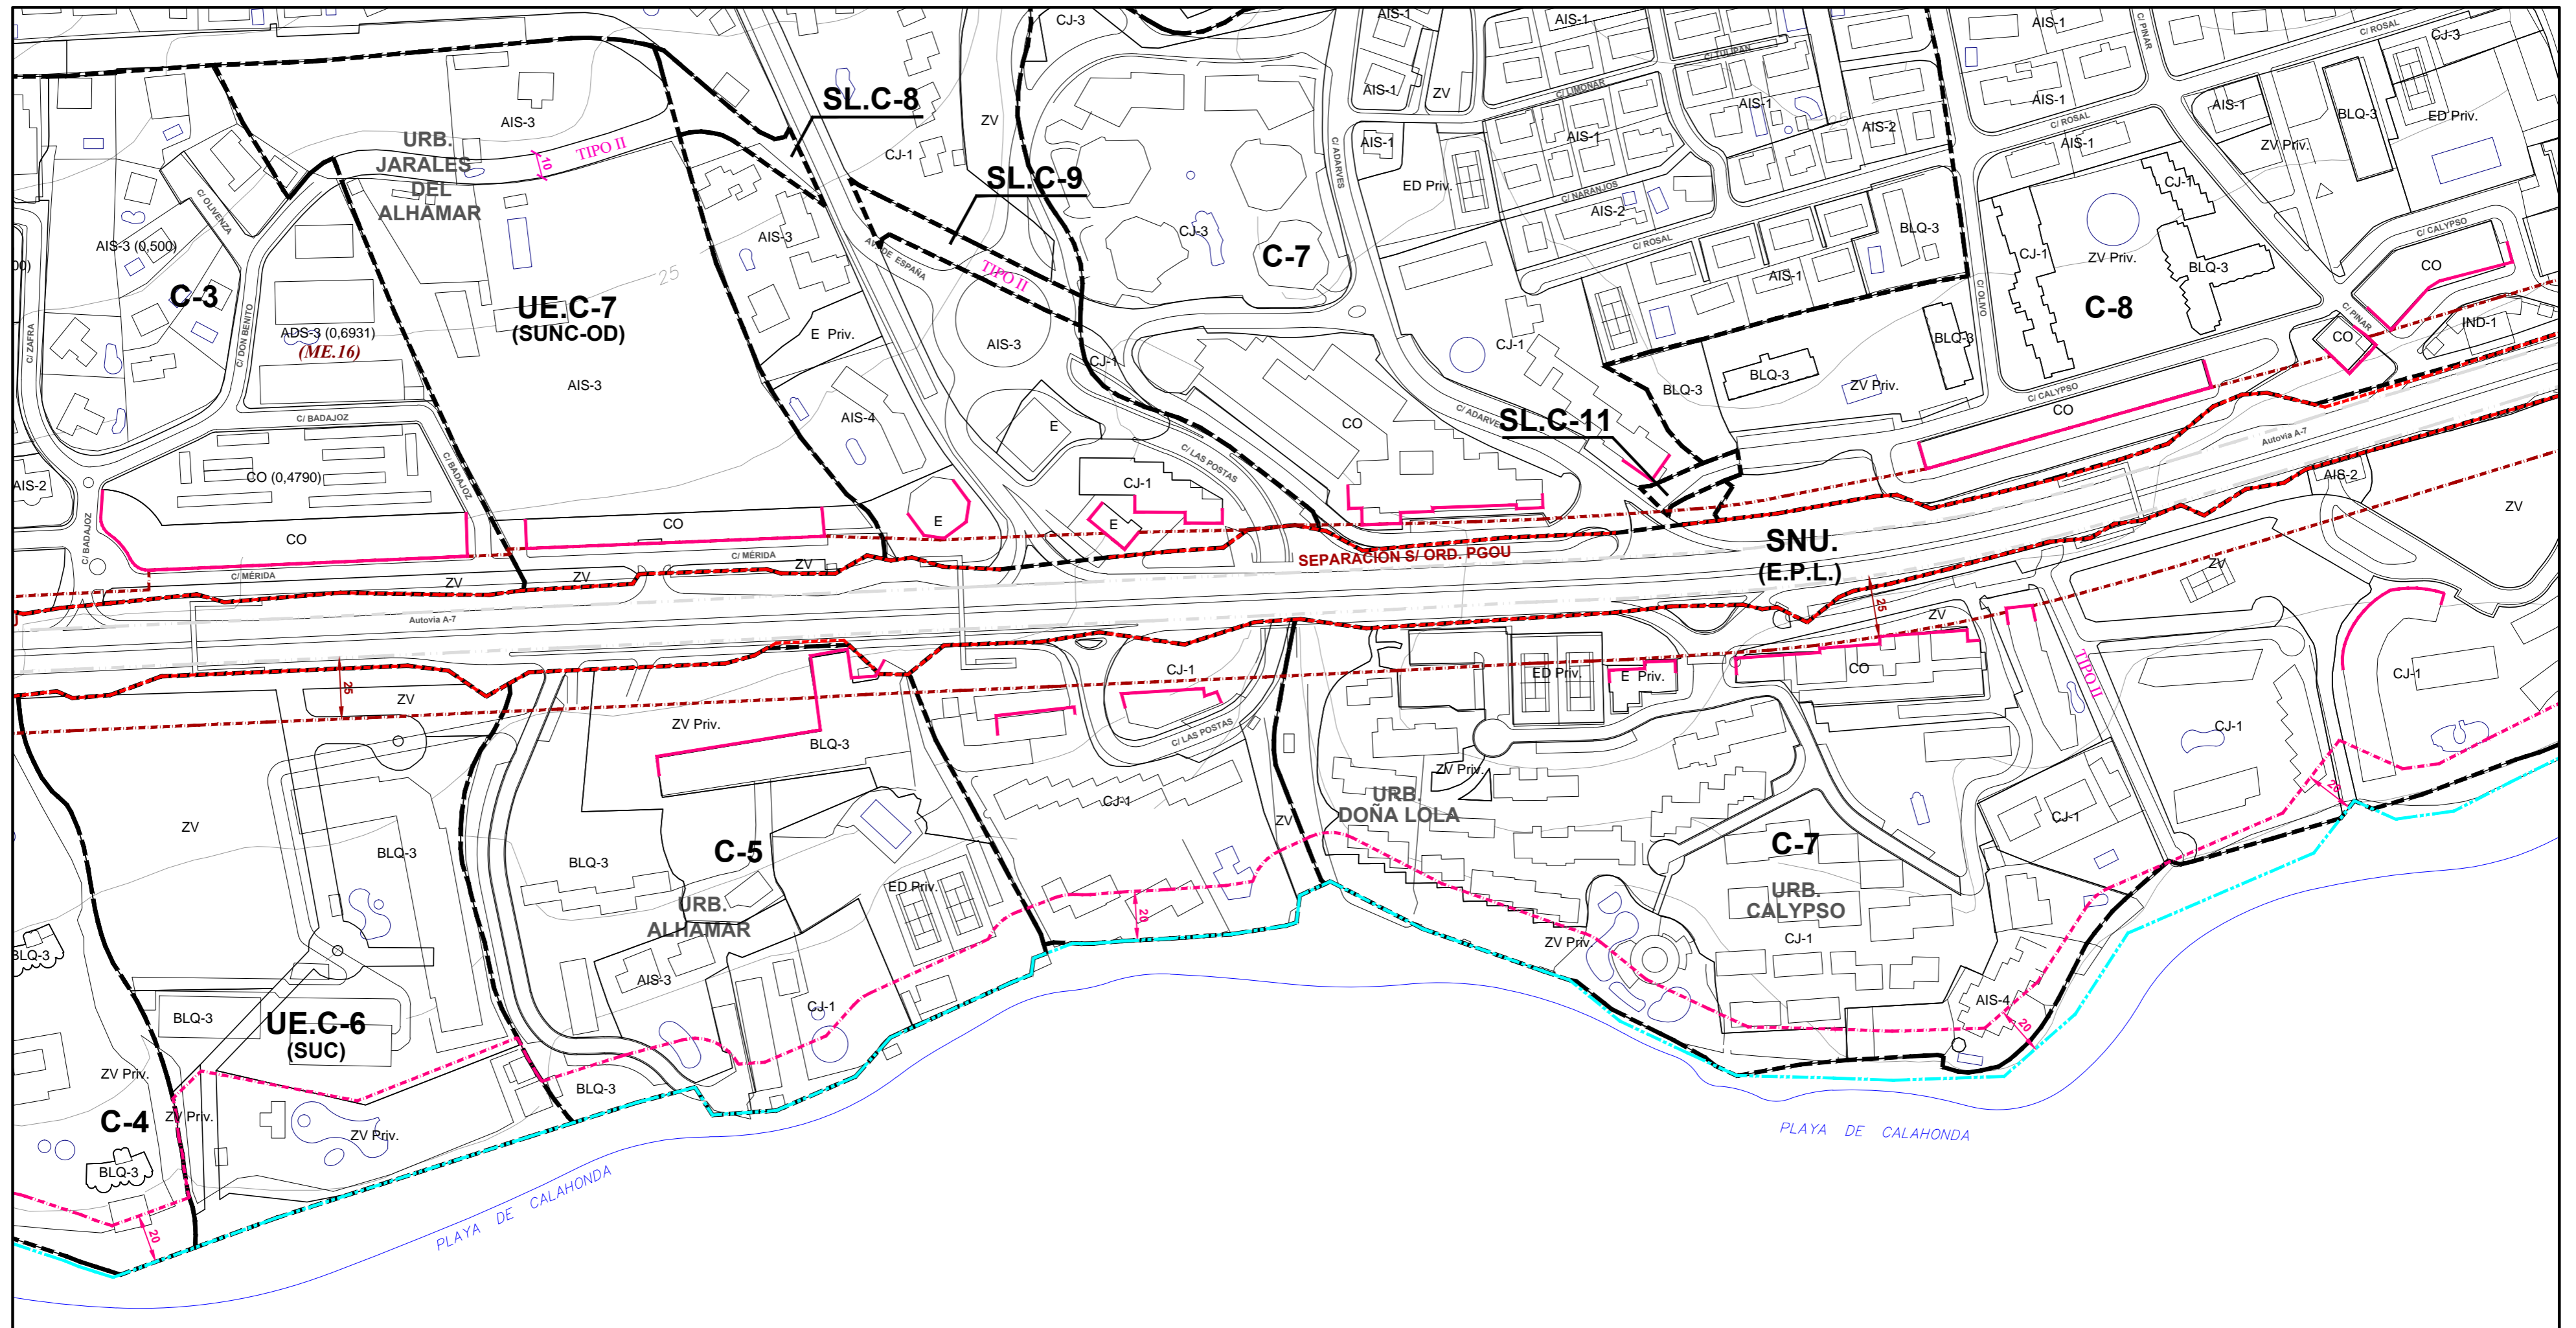 CJ-3
AIS-1
AIS-1
AIS-1
C/ PINAR
C/ ROSAL
CJ-3
C/ TULIPAN
C/ LIMONAR
AIS-1
ZV
AIS-1
AIS-1
AIS-1
BLQ-3
ED Priv.
SL.C-8
AIS-3
ZV
C/ ADARVES
AIS-1
AIS-1
AIS-2
25
C/ ROSAL
AIS-1
ZV Priv.
URB.
JARALES
DEL
ALHAMAR
10
TIPO II
CJ-1
SL.C-9
ED Priv.
C/ NARANJOS
AIS-2
CJ-1
C/ OLIVENZA
AIS-3 (0,500)
00)
AIS-3
AV. DE ESPAÑA
CJ-3
C-7
C/ ROSAL
BLQ-3
CJ-1
ZV Priv.
BLQ-3
C/ CALYPSO
CO
C-3
25
TIPO II
AIS-1
C/ OLIVO
C-8
C/ PINAR
IND-1
CO
UE.C-7
(SUNC-OD)
C/ ZAFRA
C/ DON BENITO
ADS-3 (0,6931)
(ME.16)
E Priv.
AIS-3
CJ-1
CJ-1
BLQ-3
AIS-3
BLQ-3
BLQ-3
ZV Priv.
C/ CALYPSO
CO
C/ BADAJOZ
AIS-4
E
CO
C/ ADARVES
SL.C-11
Autovía A-7
C/ BADAJOZ
C/ LAS POSTAS
AIS-2
CO (0,4790)
CJ-1
AIS-2
ZV
C/ BADAJOZ
CO
CO
E
E
SNU.
(E.P.L.)
SEPARACIÓN S/ ORD. PGOU
C/ MÉRIDA
C/ MÉRIDA
ZV
ZV
ZV
ZV
Autovía A-7
25
ZV
25
ZV
CJ-1
ED Priv.
E Priv.
CO
TIPO II
CJ-1
ZV Priv.
BLQ-3
C/ LAS POSTAS
CJ-1
ZV Priv.
20
URB.
DOÑA LOLA
CJ-1
ZV
CJ-1
ZV
BLQ-3
BLQ-3
C-5
C-7
ED Priv.
URB.
ALHAMAR
20
URB.
CALYPSO
CJ-1
ZV Priv.
BLQ-3
AIS-3
CJ-1
AIS-4
20
BLQ-3
UE.C-6
(SUC)
ZV Priv.
BLQ-3
C-4
ZV Priv.
ZV Priv.
BLQ-3
20
PLAYA DE CALAHONDA
PLAYA DE CALAHONDA